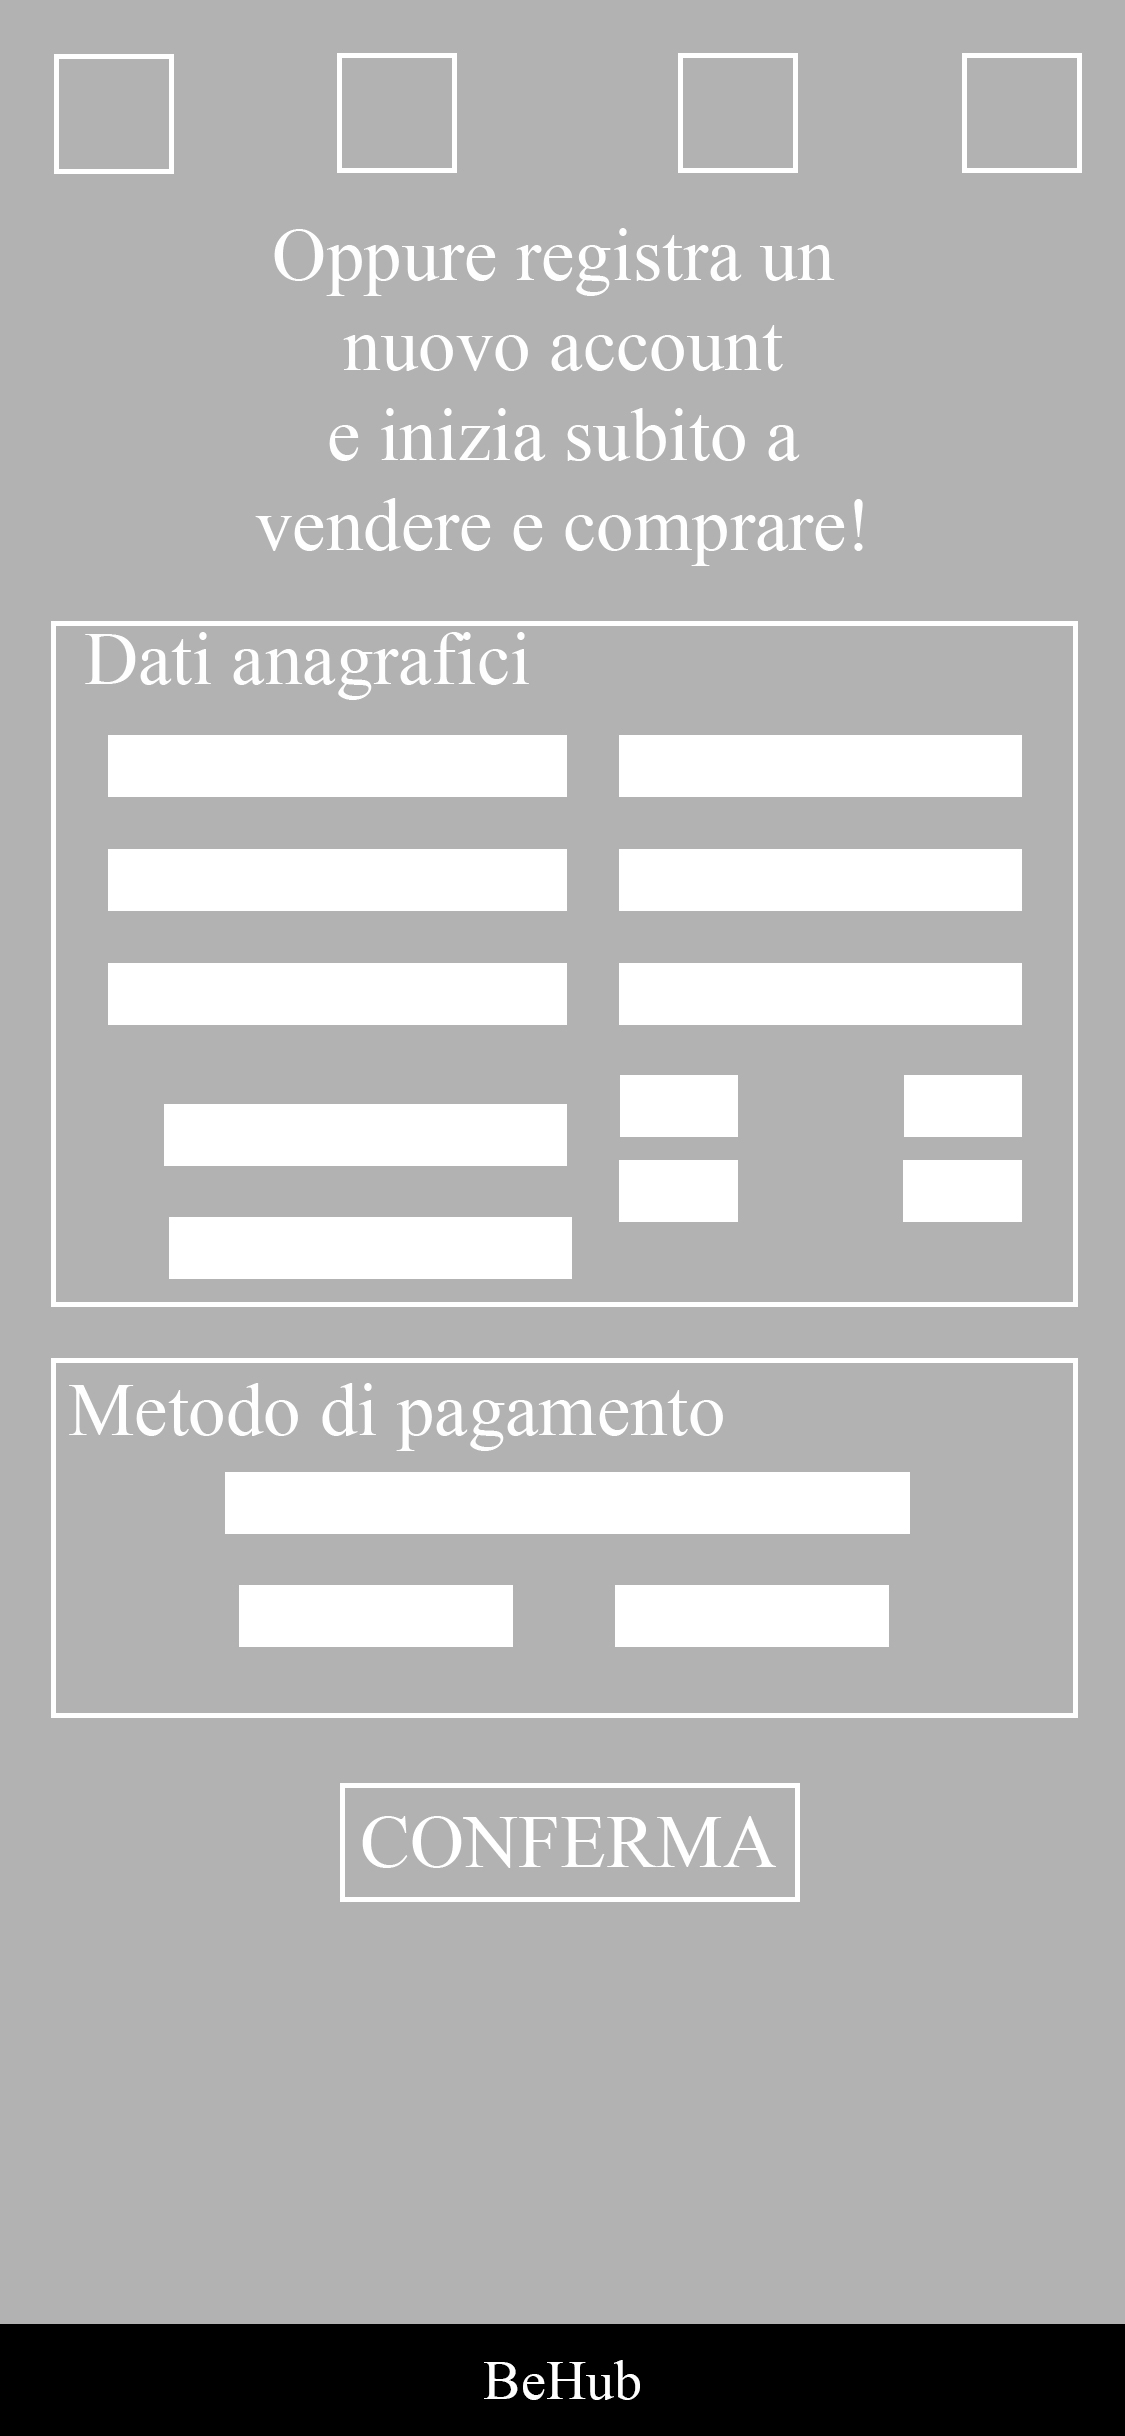 Oppure registra un
nuovo account
e inizia subito a
vendere e comprare!
Dati anagrafici
Metodo di pagamento
CONFERMA
BeHub